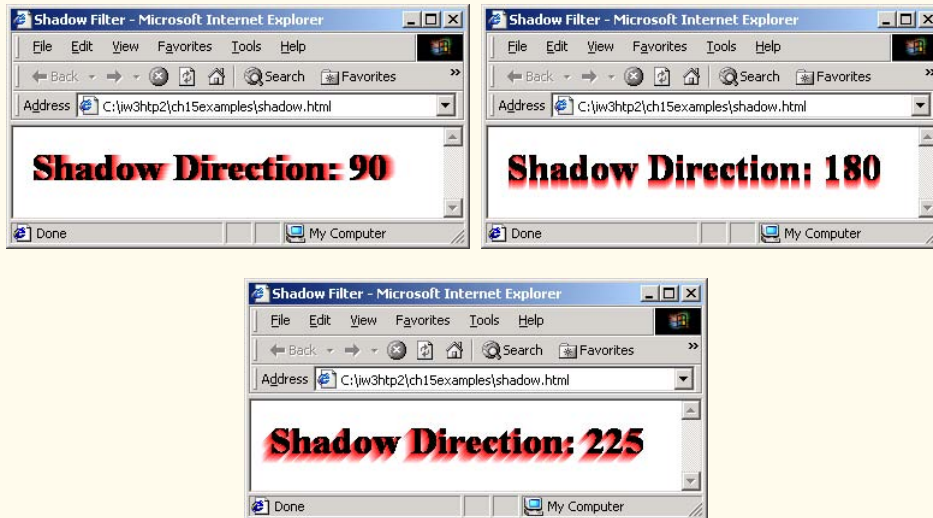 Shadow Filter - Microsoft Internet Explorer
File Edit View Favorites Tools Help
Back Search Favorites »
Address C:\iw3htp2\ch15examples\shadow.html
Shadow Direction: 90
Done My Computer
Shadow Filter - Microsoft Internet Explorer
File Edit View Favorites Tools Help
Back Search Favorites »
Address C:\iw3htp2\ch15examples\shadow.html
Shadow Direction: 180
Done My Computer
Shadow Filter - Microsoft Internet Explorer
File Edit View Favorites Tools Help
Back Search Favorites »
Address C:\iw3htp2\ch15examples\shadow.html
Shadow Direction: 225
Done My Computer